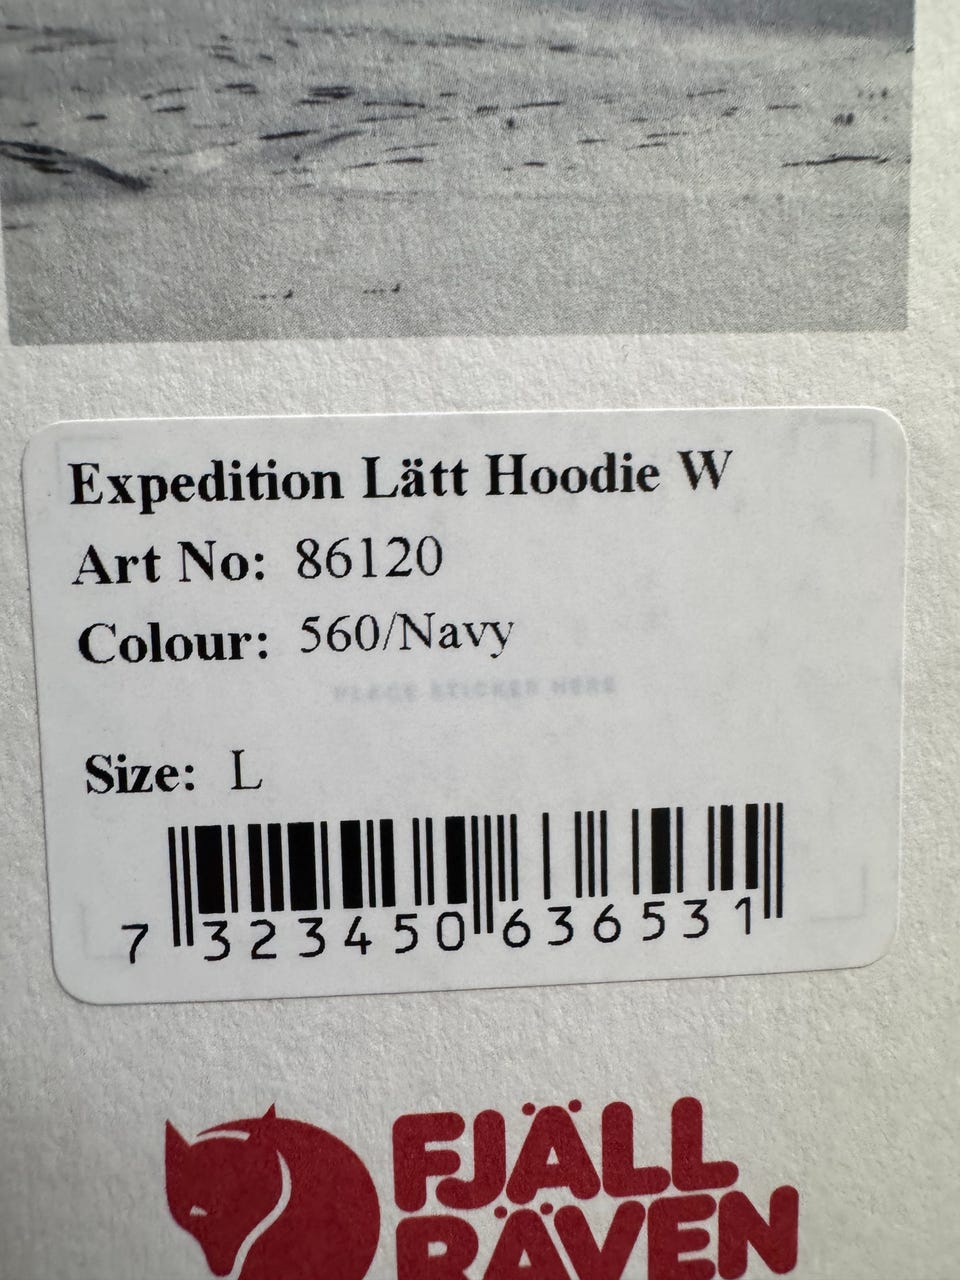 Expedition Lätt Hoodie W
Art No: 86120
Colour: 560/Navy
PLACE STICKER HERE
Size: L
7 323450 636531
FJÄLL
RÄVEN